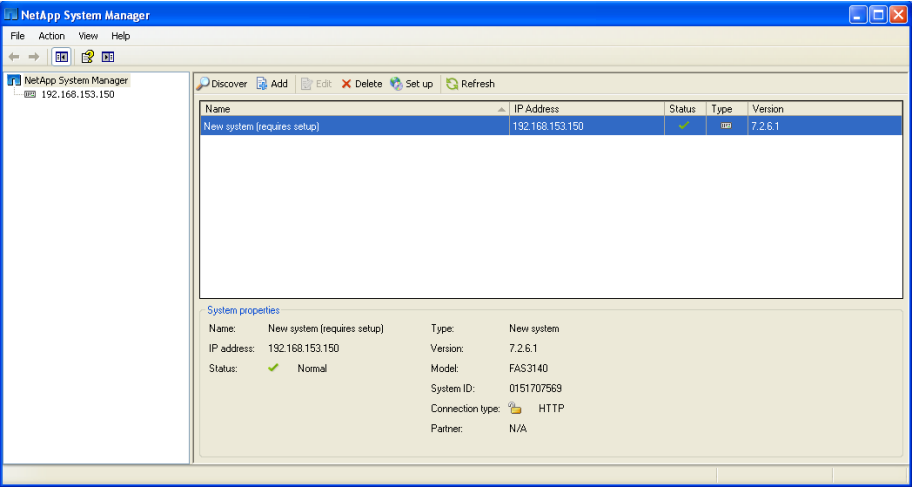 NetApp System Manager
File Action View Help
NetApp System Manager
192.168.153.150
Discover Add Edit Delete Set up Refresh
Name IP Address Status Type Version
New system (requires setup) 192.168.153.150 7.2.6.1
System properties
Name: New system (requires setup) Type: New system
IP address: 192.168.153.150 Version: 7.2.6.1
Status: Normal Model: FAS3140
System ID: 0151707569
Connection type: HTTP
Partner: N/A